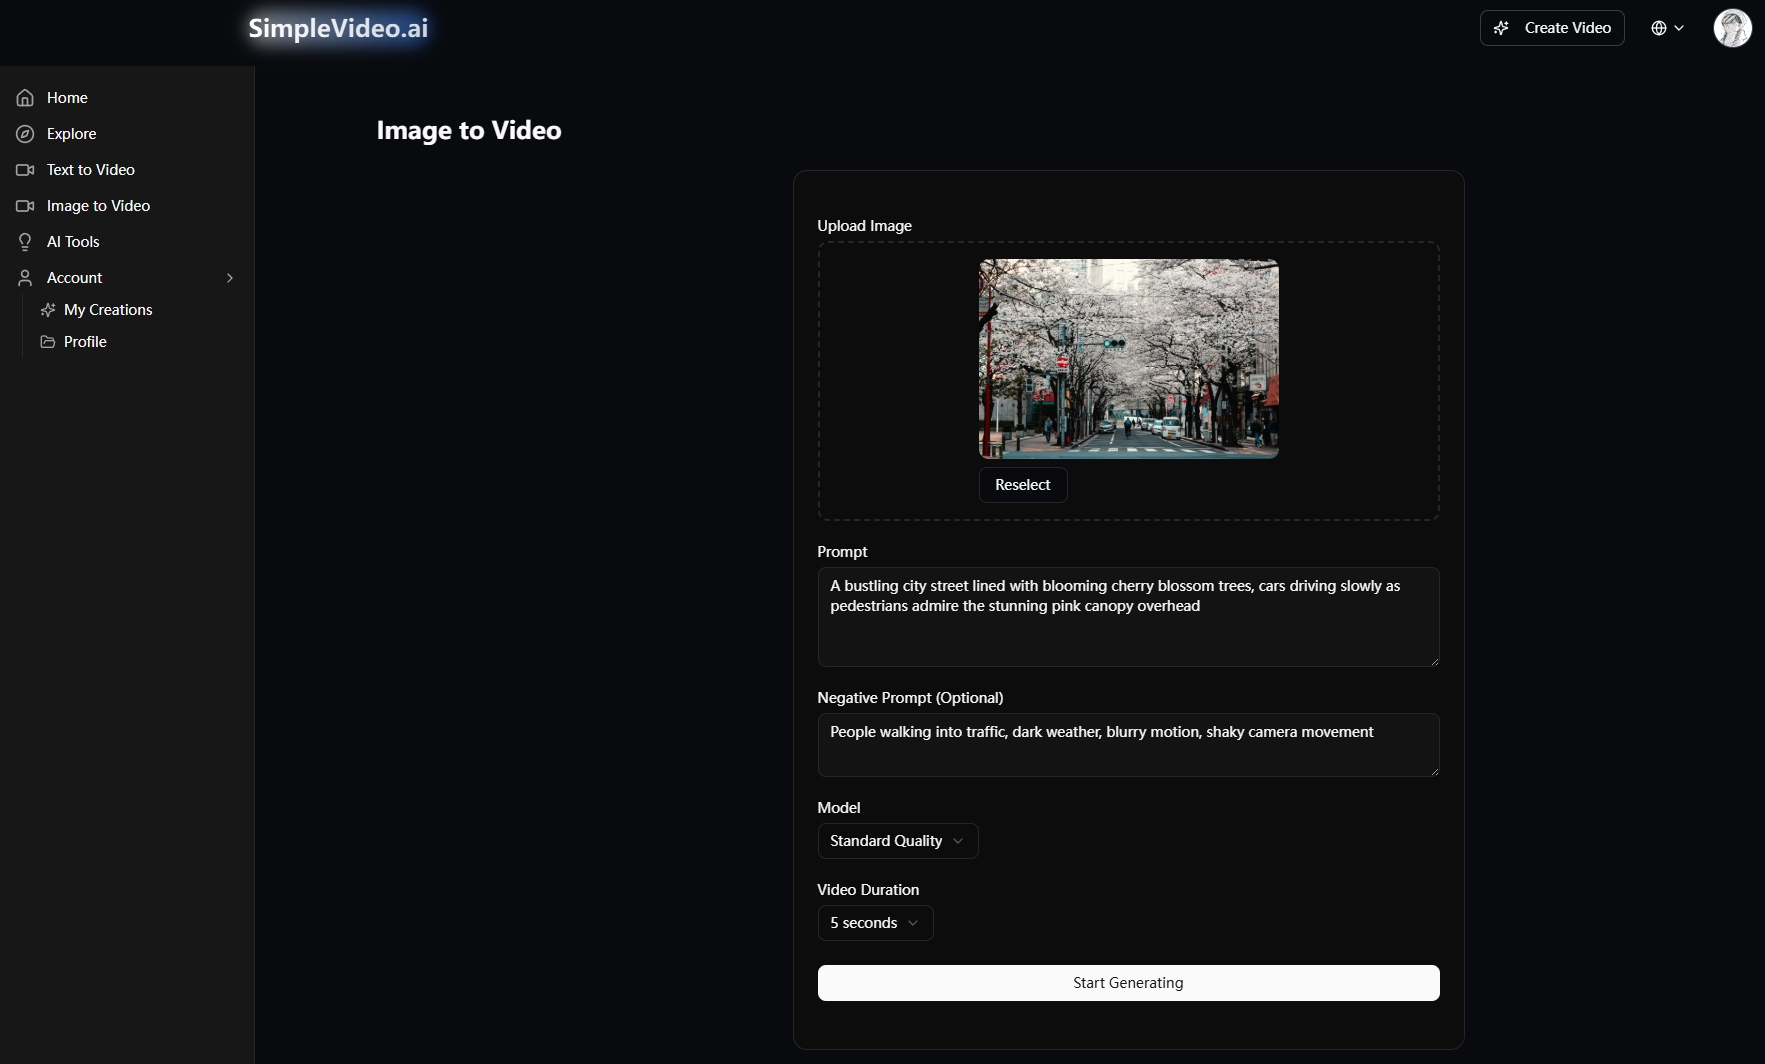 SimpleVideo.ai
Create Video
Home
Explore
Text to Video
Image to Video
AI Tools
Account
My Creations
Profile
Image to Video
Upload Image
Reselect
Prompt
A bustling city street lined with blooming cherry blossom trees, cars driving slowly as
pedestrians admire the stunning pink canopy overhead
Negative Prompt (Optional)
People walking into traffic, dark weather, blurry motion, shaky camera movement
Model
Standard Quality
Video Duration
5 seconds
Start Generating